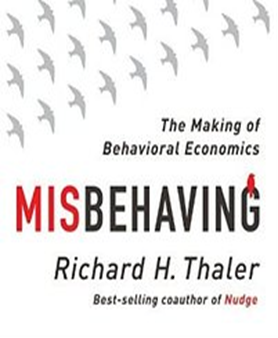 The Making of
Behavioral Economics
MISBEHAVING
Richard H. Thaler
Best-selling coauthor of Nudge